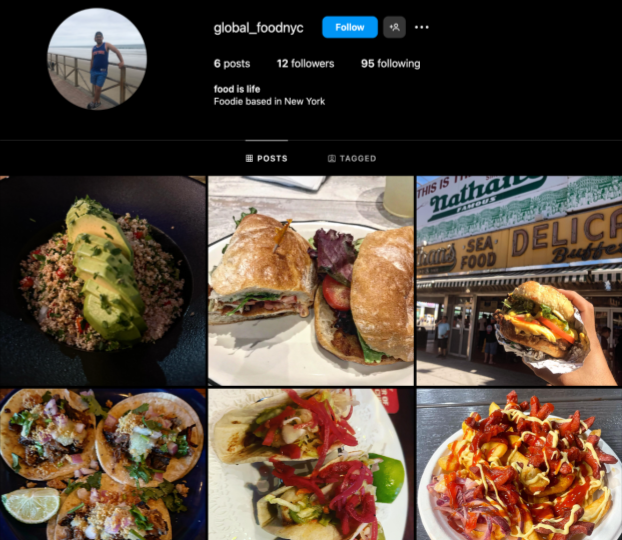 global_foodnyc
Follow
6 posts 12 followers 95 following
food is life
Foodie based in New York
POSTS TAGGED
THIS IS TH
Nathan's
FAMOUS
SEA
FOOD
DELICA
Buffet